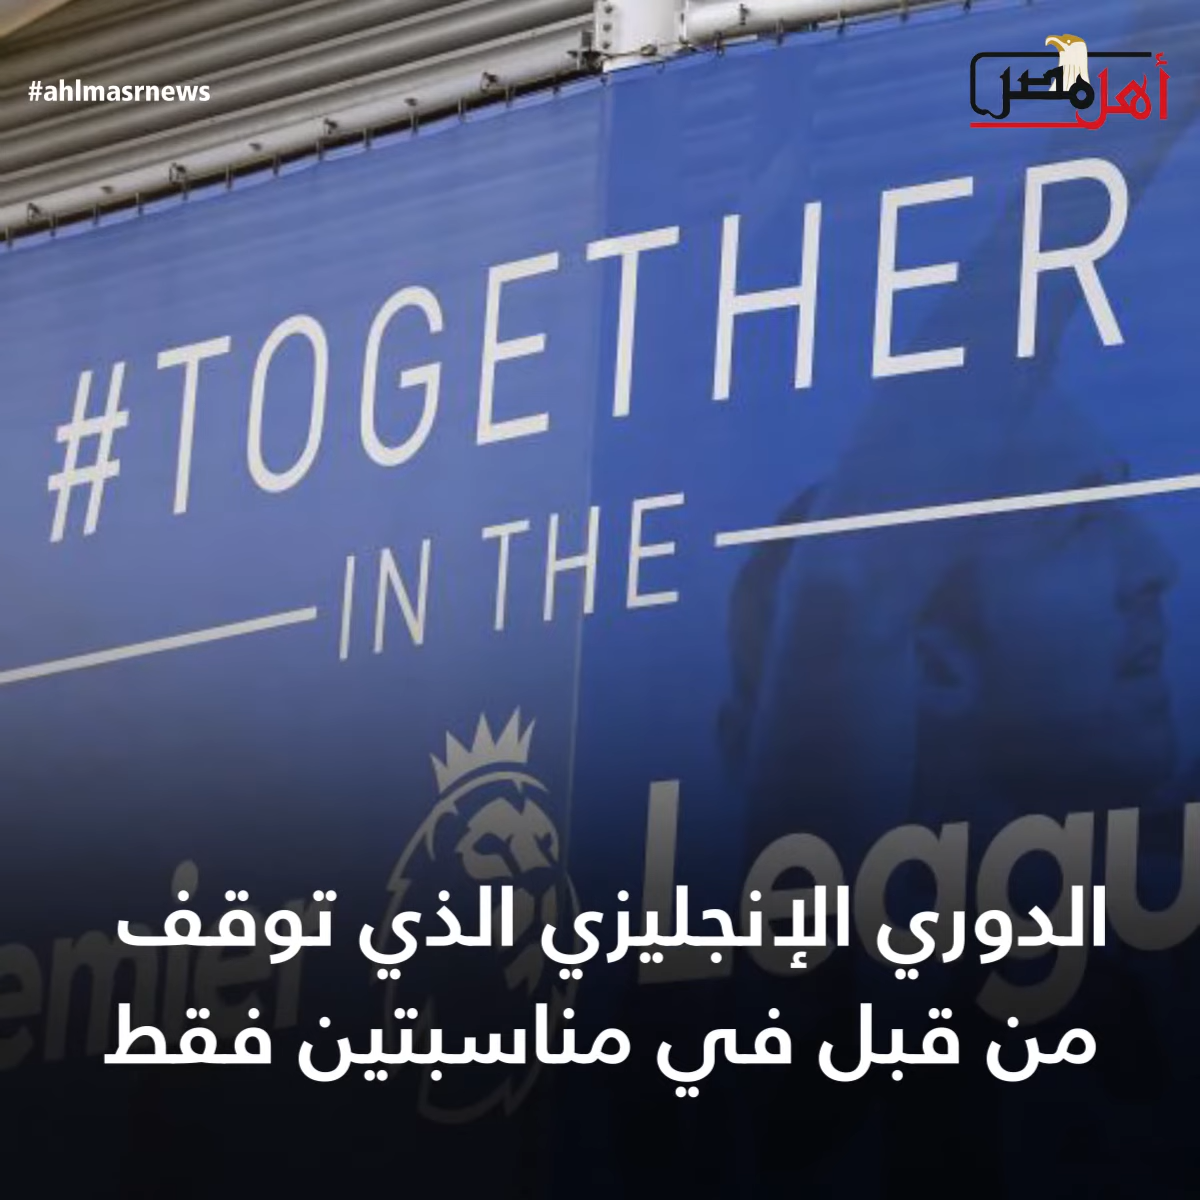 #ahlmasrnews
أهل مصر
#TOGETHER
IN THE
emier Leagu
الدوري الإنجليزي الذي توقف
من قبل في مناسبتين فقط